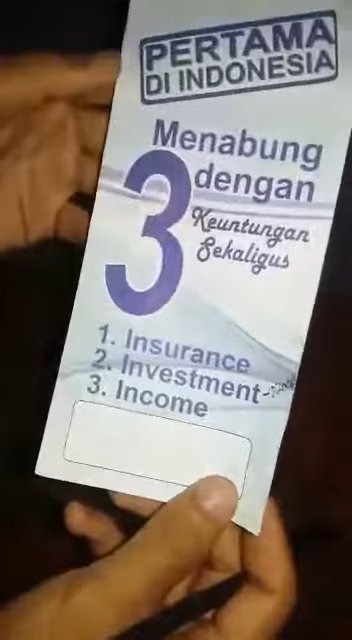 PERTAMA
DI INDONESIA
Menabung
3 dengan
Keuntungan
Sekaligus
1. Insurance
2. Investment
3. Income